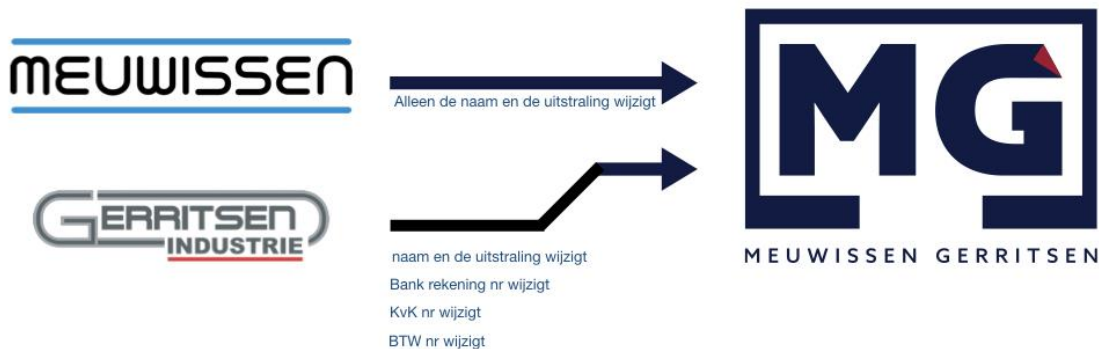 MEUWISSEN
Alleen de naam en de uitstraling wijzigt
GERRITSEN
INDUSTRIE
naam en de uitstraling wijzigt
Bank rekening nr wijzigt
KvK nr wijzigt
BTW nr wijzigt
MG
MEUWISSEN GERRITSEN